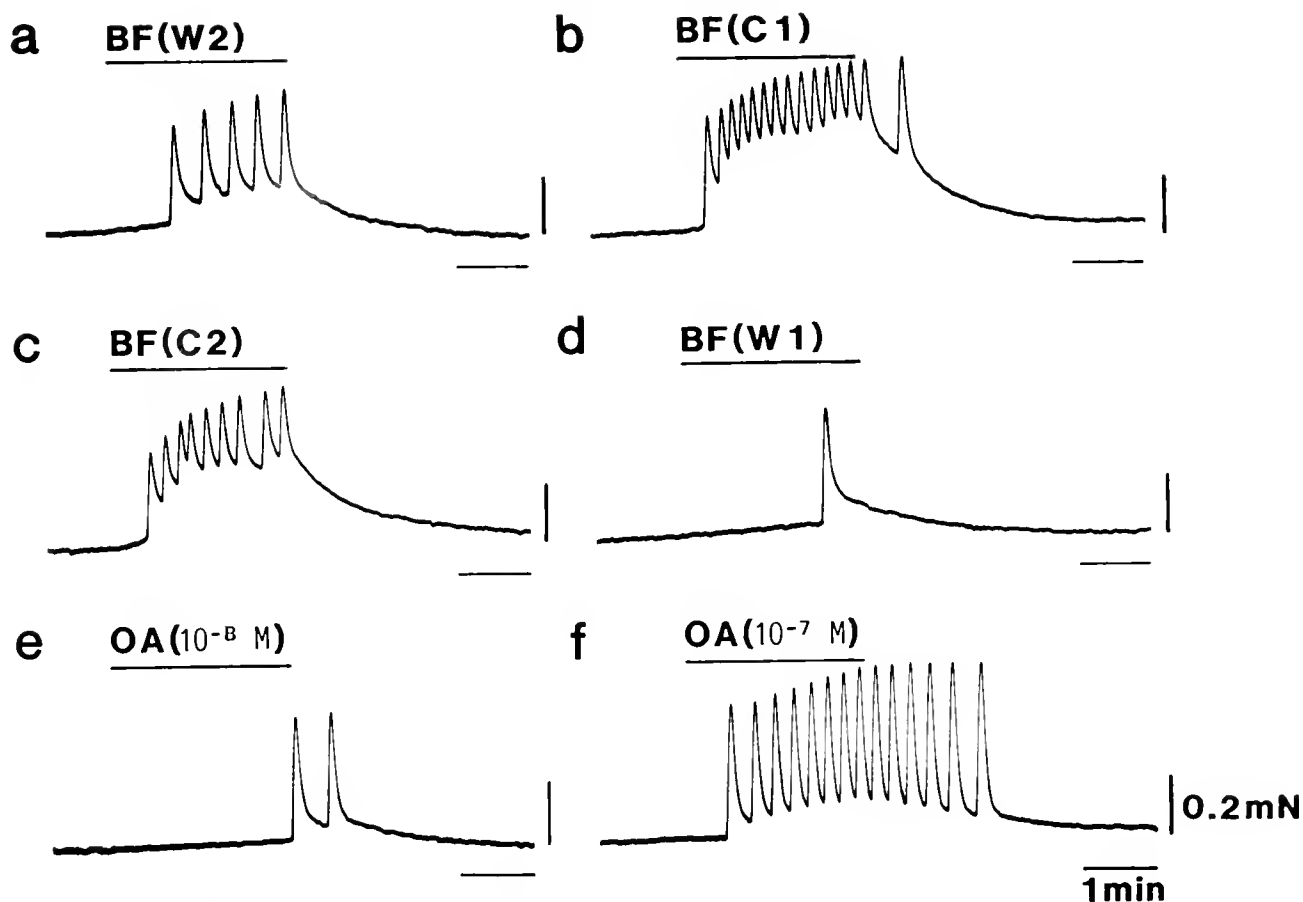 a BF(W2)
b BF(C1)
c BF(C2)
d BF(W1)
e OA(10⁻⁸ M)
f OA(10⁻⁷ M)
0.2mN
1min